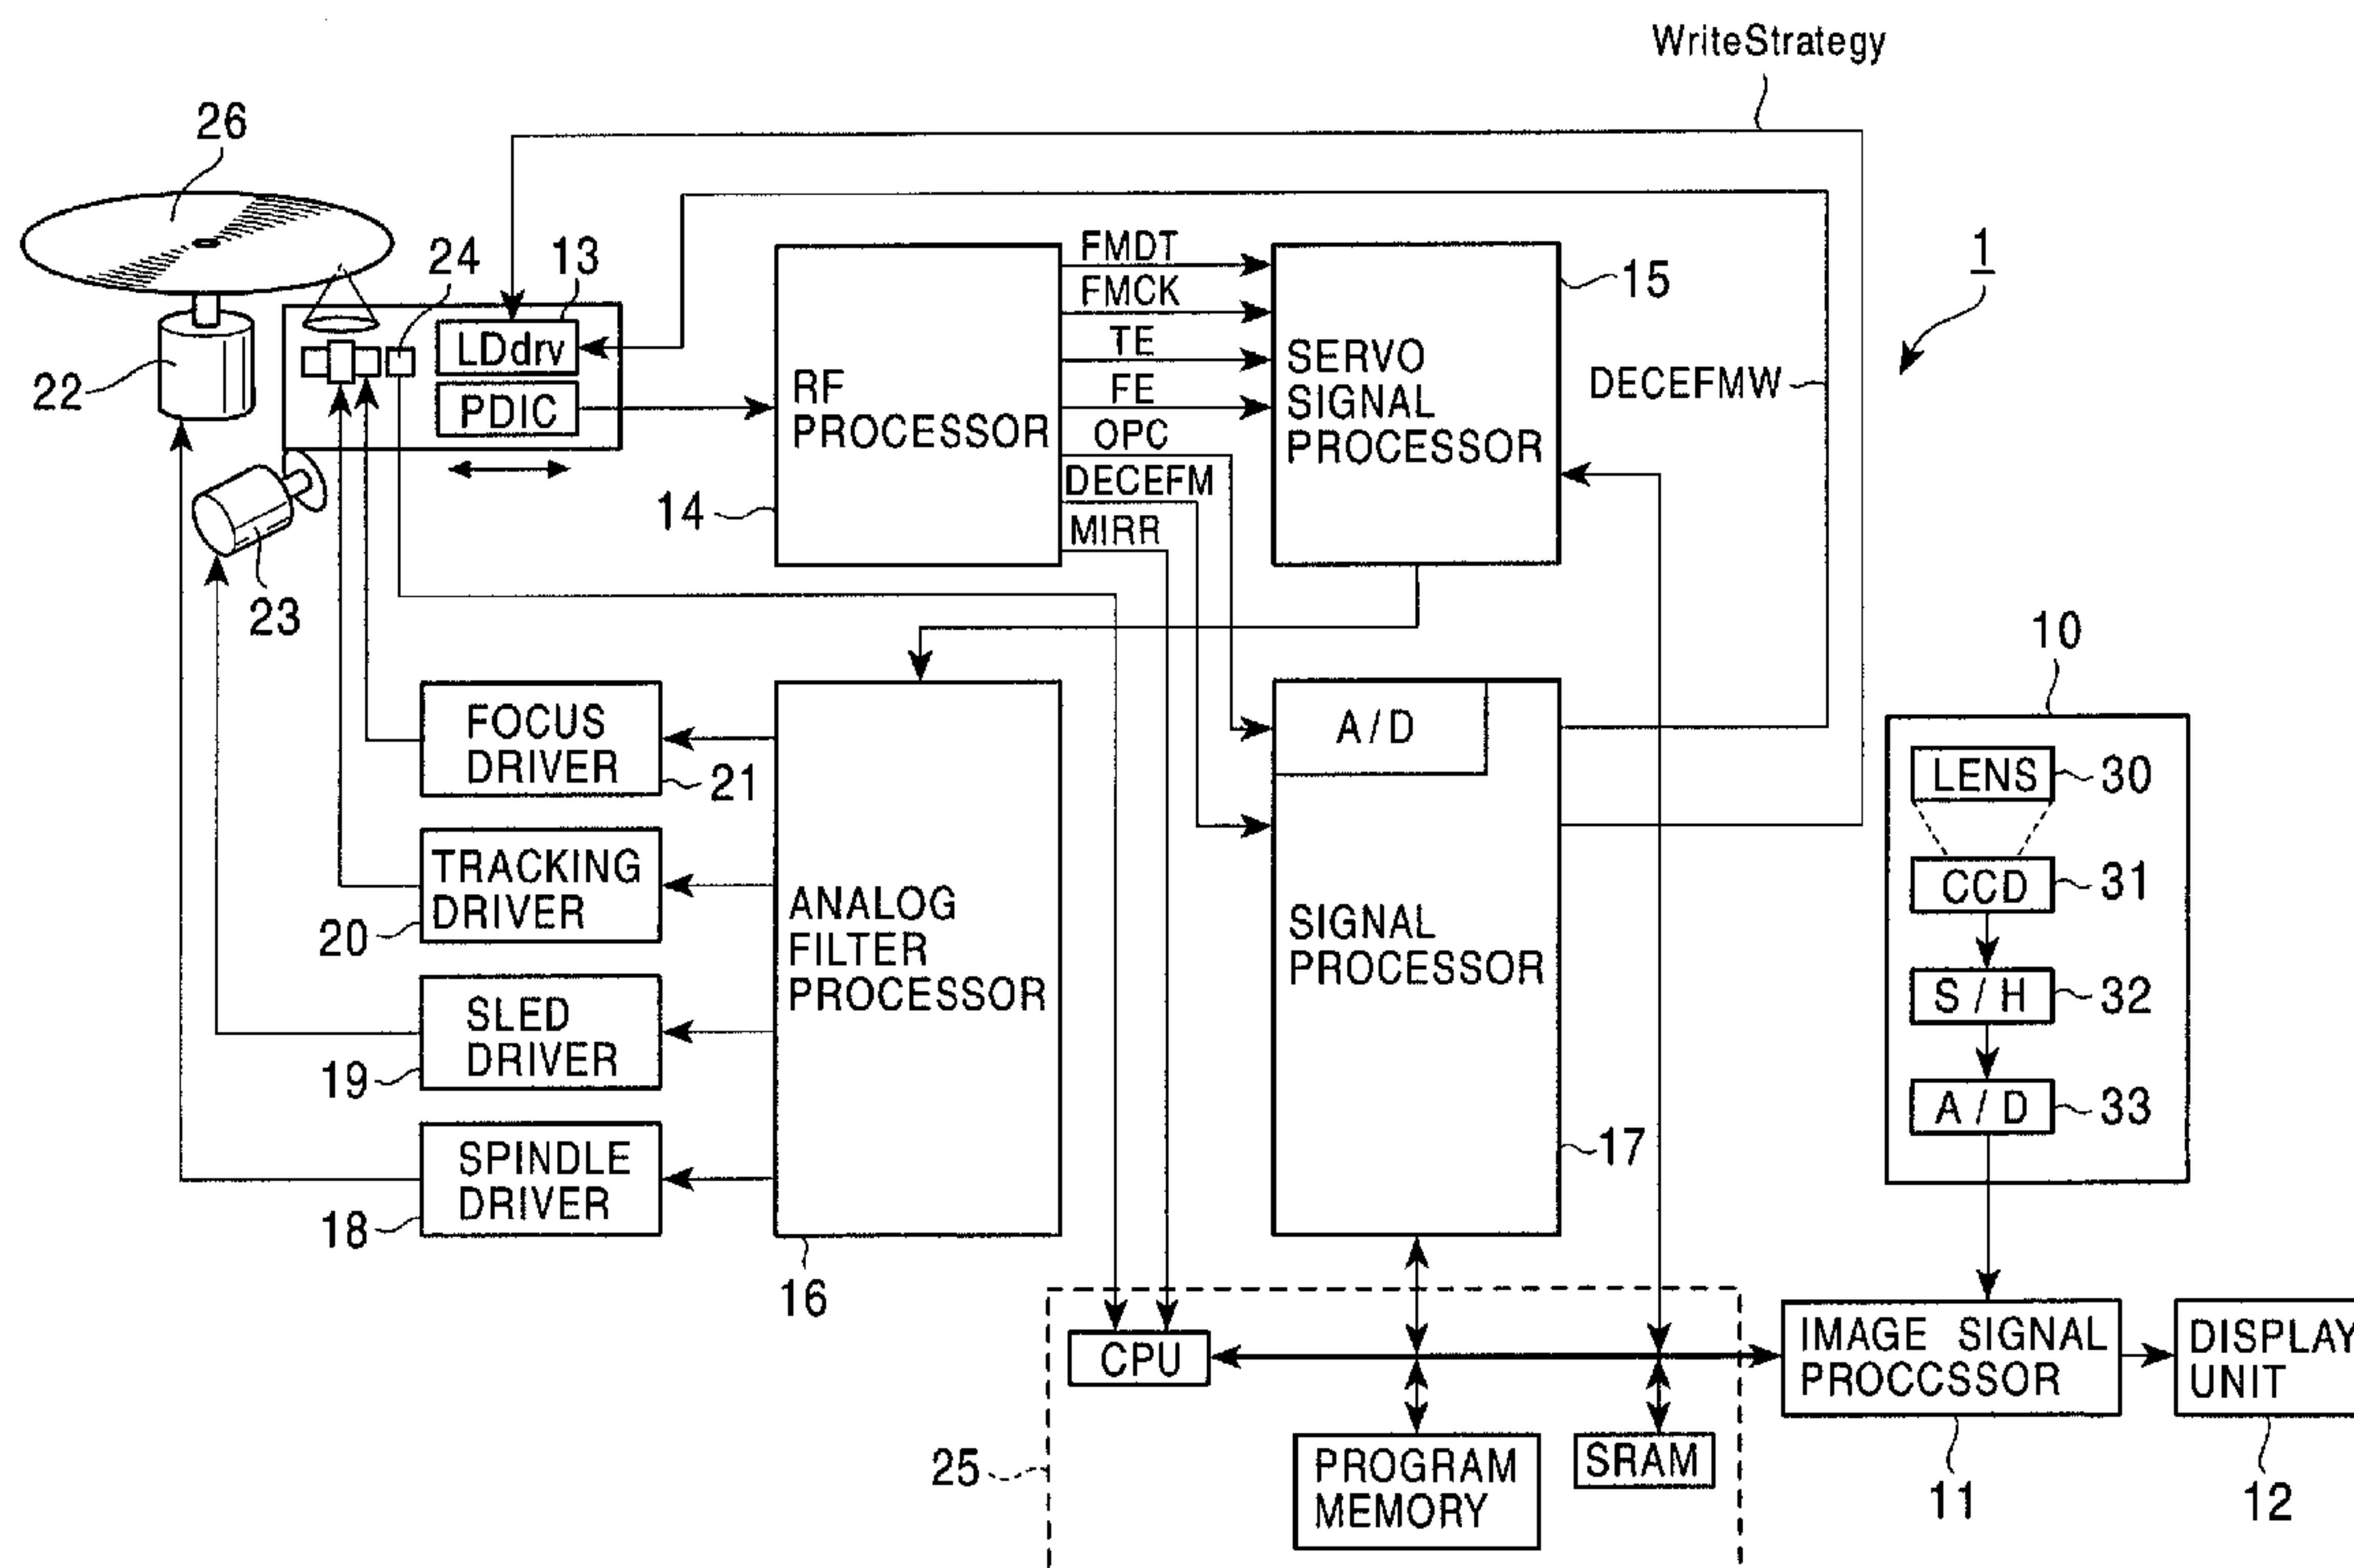 WriteStrategy
26
24
13
FMDT
FMCK
TE
FE
OPC
DECEFM
MIRR
15
1
LDdrv
PDIC
RF
PROCESSOR
SERVO
SIGNAL
PROCESSOR
DECEFMW
22
14
23
10
FOCUS
DRIVER
21
A/D
LENS
30
TRACKING
DRIVER
20
ANALOG
FILTER
PROCESSOR
SIGNAL
PROCESSOR
CCD
31
S/H
32
SLED
DRIVER
19
A/D
33
SPINDLE
DRIVER
18
17
16
CPU
IMAGE SIGNAL
PROCCSSOR
DISPLAY
UNIT
25
PROGRAM
MEMORY
SRAM
11
12